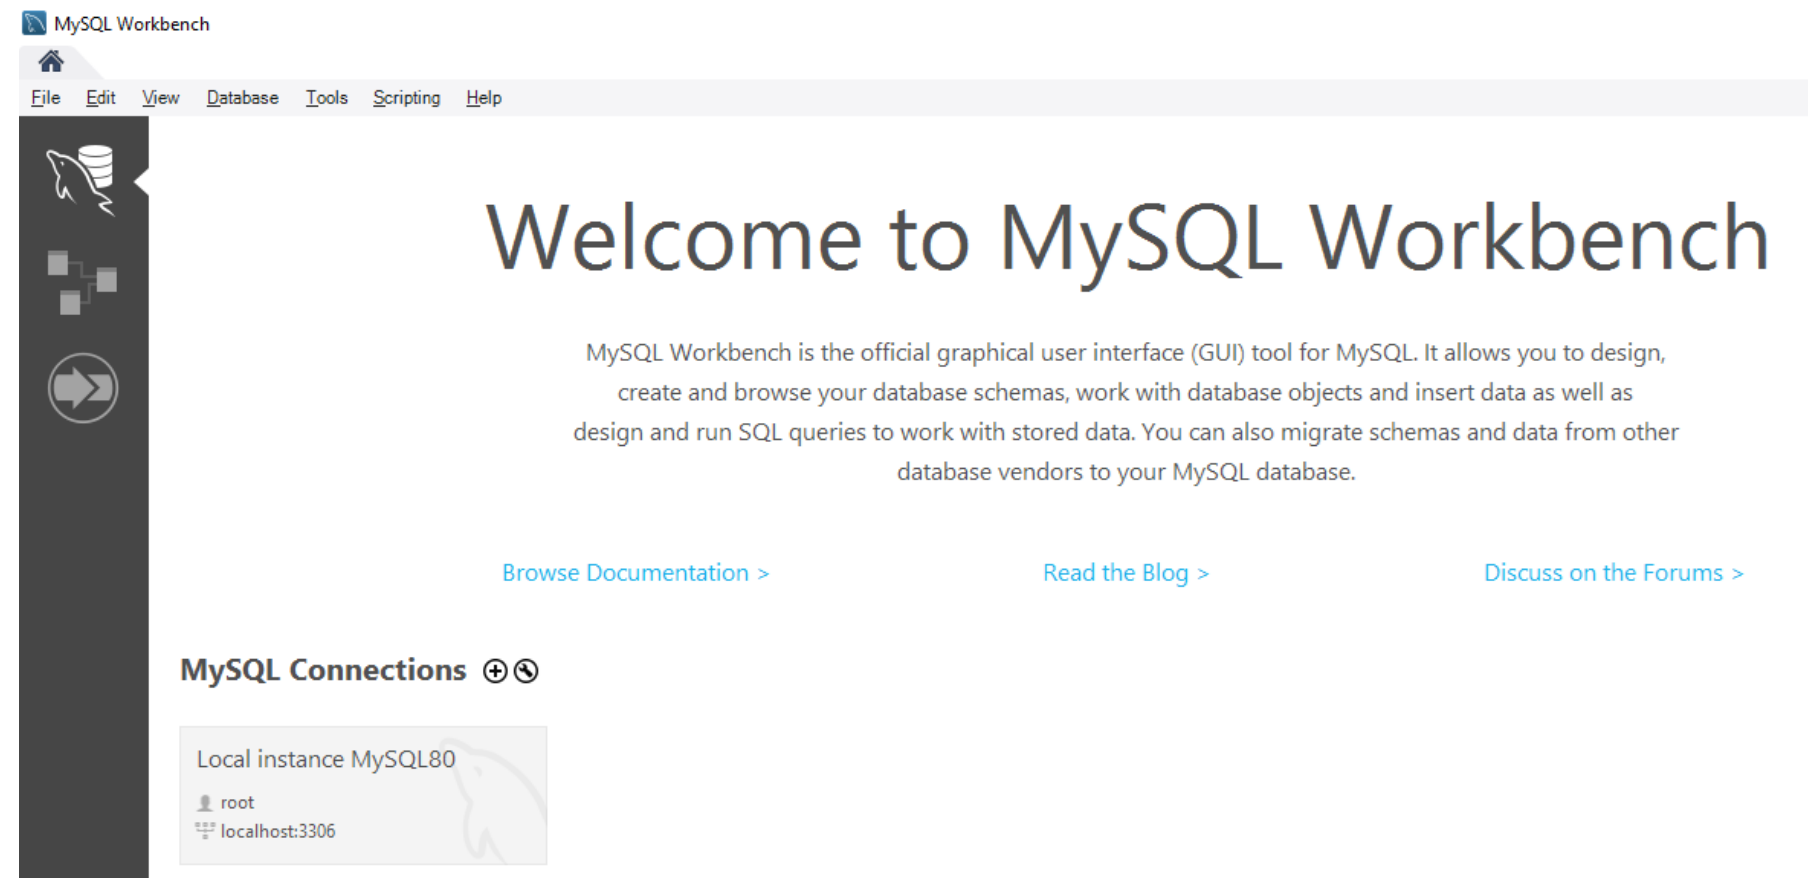 MySQL Workbench
File Edit View Database Tools Scripting Help
Welcome to MySQL Workbench
MySQL Workbench is the official graphical user interface (GUI) tool for MySQL. It allows you to design,
create and browse your database schemas, work with database objects and insert data as well as
design and run SQL queries to work with stored data. You can also migrate schemas and data from other
database vendors to your MySQL database.
Browse Documentation > Read the Blog > Discuss on the Forums >
MySQL Connections
Local instance MySQL80
root
localhost:3306